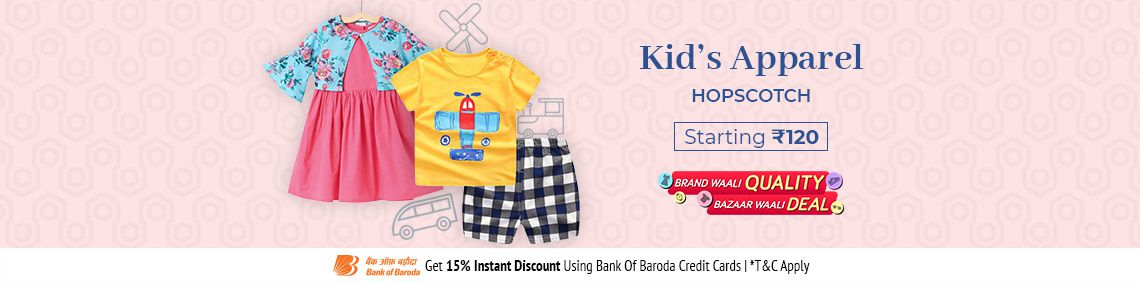 Kid's Apparel
HOPSCOTCH
Starting ₹120
BRAND WAALI QUALITY
BAZAAR WAALI DEAL
बैंक ऑफ़ बड़ौदा
Bank of Baroda
Get 15% Instant Discount Using Bank Of Baroda Credit Cards | *T&C Apply